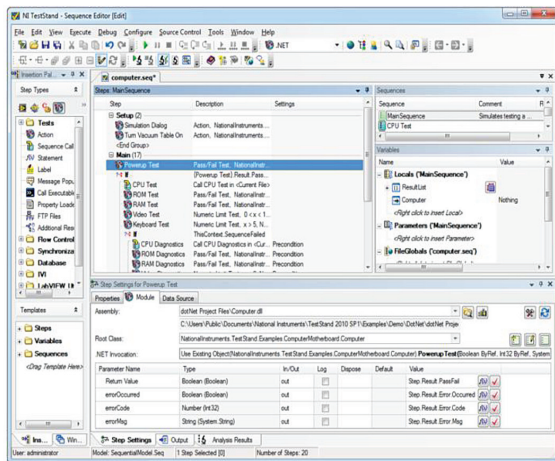 NI TestStand - Sequence Editor [Edit]
File Edit View Execute Debug Configure Source Control Tools Window Help
.NET
Insertion Pal...
computer.seq*
Step Types
Steps: MainSequence
Sequences
Step Description Settings
Sequence Comment
MainSequence Simulates testing a ...
CPU Test
Tests
Action
Sequence Call
Statement
Label
Message Popu
Call Executable
Property Loade
FTP Files
Additional Resu
Flow Control
Synchroniza
Database
IVI
LabVIEW Ut
Setup (2)
Simulation Dialog Action, NationalInstruments....
Turn Vacuum Table On Action, NationalInstruments....
<End Group>
Main (17)
Powerup Test Pass/Fail Test, NationalInstr...
If [Powerup Test] Result.Pass...
CPU Test Call CPU Test in <Current File>
ROM Test Pass/Fail Test, NationalInstr...
RAM Test Pass/Fail Test, NationalInstr...
Video Test Numeric Limit Test, 0 < x < 1...
Keyboard Test Numeric Limit Test, x > 5, N...
If ThisContext.SequenceFailed
CPU Diagnostics Call CPU Diagnostics in <Cur... Precondition
ROM Diagnostics Pass/Fail Test, NationalInstr... Precondition
RAM Diagnostics Pass/Fail Test, NationalInstr... Precondition
Variables
Name Value
Locals ('MainSequence')
ResultList
Computer Nothing
<Right click to insert Local>
Parameters ('MainSequence')
<Right click to insert Parameter>
FileGlobals ('computer.seq')
Templates
Steps
Variables
Sequences
<Drag Template Here>
Step Settings for Powerup Test
Properties Module Data Source
Assembly: dotNet Project Files\Computer.dll
C:\Users\Public\Documents\National Instruments\TestStand 2010 SP1\Examples\Demo\DotNet\dotNet Proje
Root Class: NationalInstruments.TestStand.Examples.ComputerMotherboard.Computer
.NET Invocation: Use Existing Object(NationalInstruments.TestStand.Examples.ComputerMotherboard.Computer).PowerupTest(Boolean ByRef, Int32 ByRef, System
Parameter Name Type In/Out Log Dispose Default Value
Return Value Boolean (Boolean) out Step.Result.PassFail
errorOccurred Boolean (Boolean) out Step.Result.Error.Occurred
errorCode Number (Int32) out Step.Result.Error.Code
errorMsg String (System.String) out Step.Result.Error.Msg
Ins... Win...
Step Settings Output Analysis Results
User: administrator Model: SequentialModel.Seq 1 Step Selected [0] Number of Steps: 20